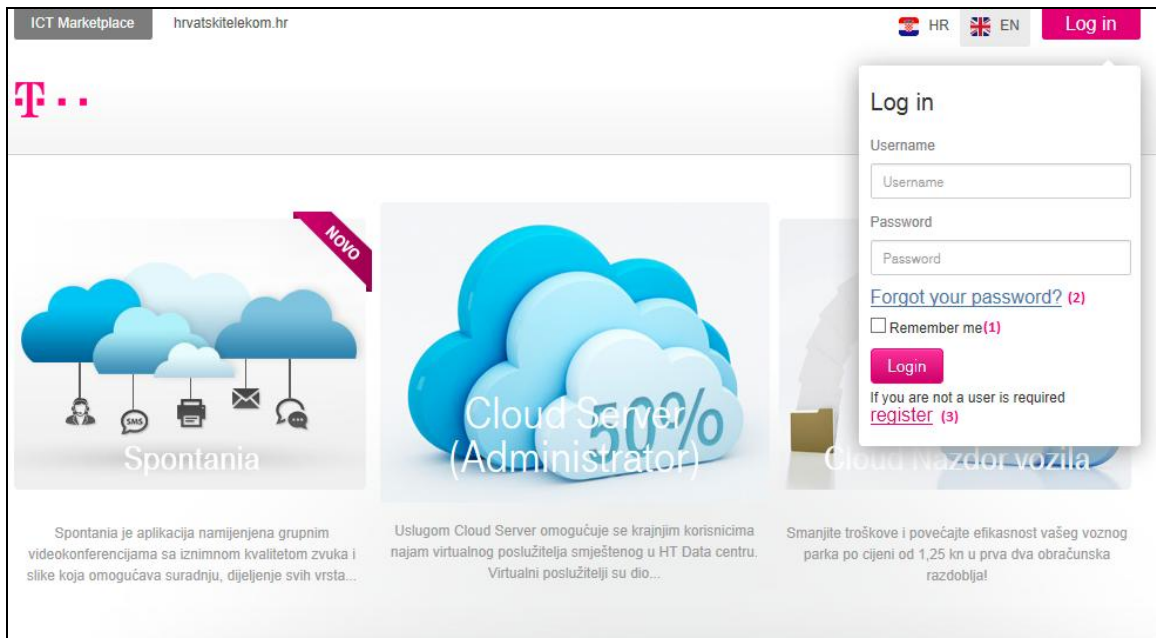 ICT Marketplace
hrvatskitelekom.hr
HR
EN
Log in
T
Log in
Username
Username
Password
Password
Forgot your password? (2)
Remember me(1)
Login
If you are not a user is required
register (3)
NOVO
SMS
Spontania
50%
Cloud Server
(Administrator)
Cloud Nazdor vozila
Spontania je aplikacija namijenjena grupnim
videokonferencijama sa iznimnom kvalitetom zvuka i
slike koja omogućava suradnju, dijeljenje svih vrsta...
Uslugom Cloud Server omogućuje se krajnjim korisnicima
najam virtualnog poslužitelja smještenog u HT Data centru.
Virtualni poslužitelji su dio...
Smanjite troškove i povećajte efikasnost vašeg voznog
parka po cijeni od 1,25 kn u prva dva obračunska
razdoblja!